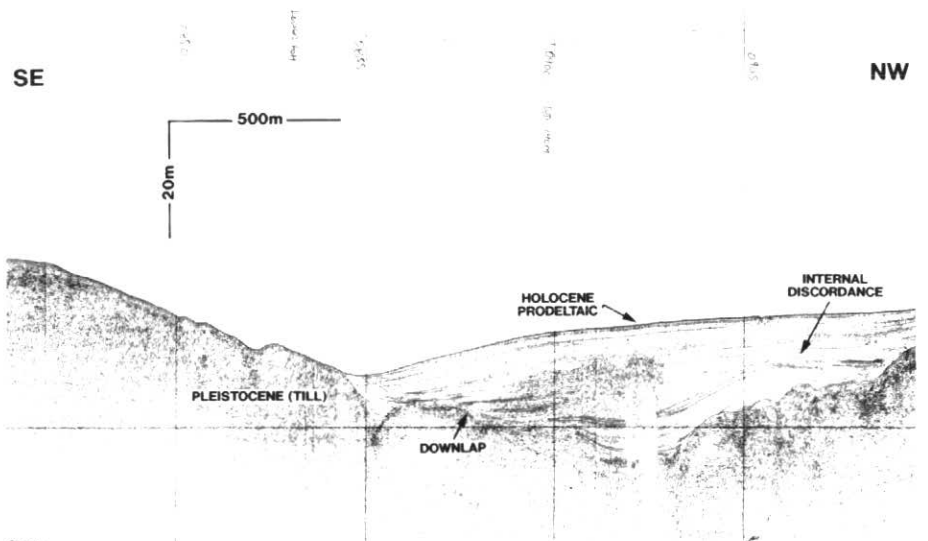 SE
NW
500m
20m
INTERNAL
DISCORDANCE
HOLOCENE
PRODELTAIC
PLEISTOCENE (TILL)
DOWNLAP